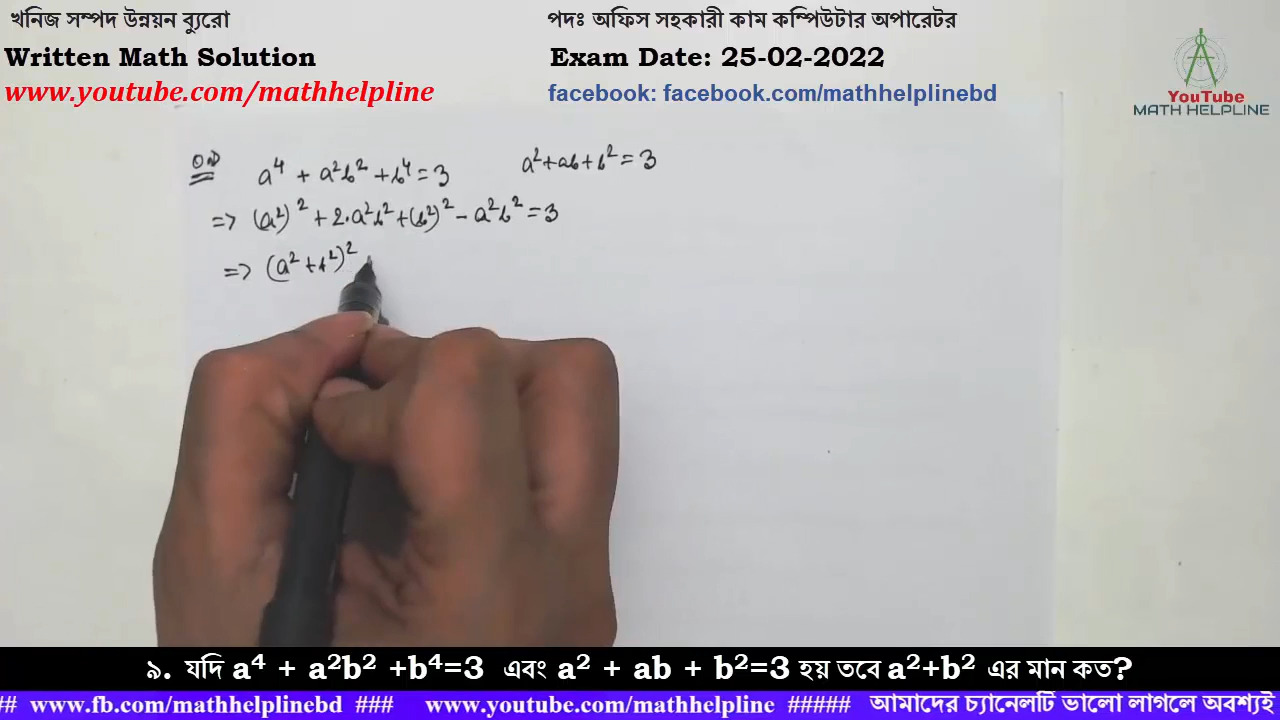 খনিজ সম্পদ উন্নয়ন ব্যুরো
পদঃ অফিস সহকারী কাম কম্পিউটার অপারেটর
Written Math Solution
Exam Date: 25-02-2022
www.youtube.com/mathhelpline
facebook: facebook.com/mathhelplinebd
YouTube
MATH HELPLINE
a⁴ + a²b² + b⁴ = 3
a² + ab + b² = 3
=> (a²)² + 2·a²b² + (b²)² - a²b² = 3
=> (a² + b²)²
৯. যদি a⁴ + a²b² +b⁴=3 এবং a² + ab + b²=3 হয় তবে a²+b² এর মান কত?
# www.fb.com/mathhelplinebd ### www.youtube.com/mathhelpline ##### আমাদের চ্যানেলটি ভালো লাগলে অবশ্যই